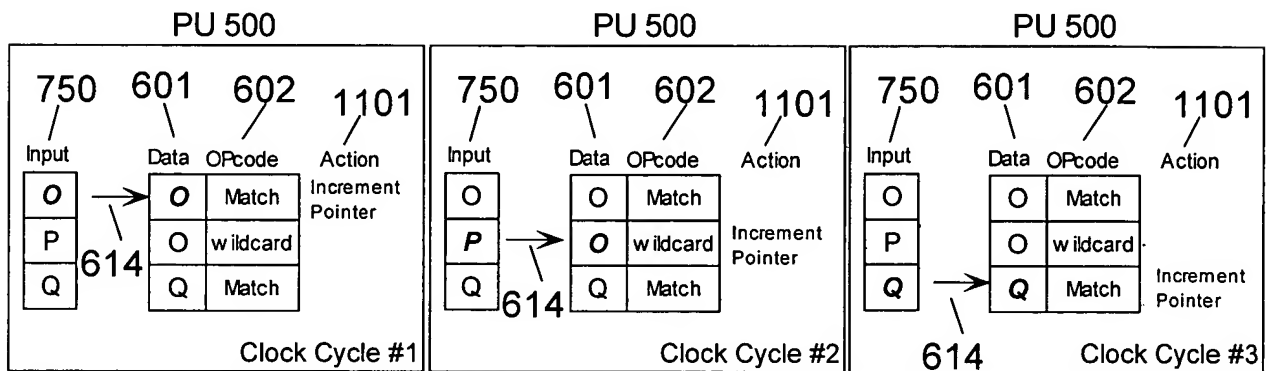 PU 500
750 601 602 1101
Input Data OPcode Action
O O Match Increment Pointer
P O wildcard
614
Q Q Match
Clock Cycle #1
PU 500
750 601 602 1101
Input Data OPcode Action
O O Match
P O wildcard Increment Pointer
Q Q Match
614
Clock Cycle #2
PU 500
750 601 602 1101
Input Data OPcode Action
O O Match
P O wildcard
Q Q Match Increment Pointer
614
Clock Cycle #3